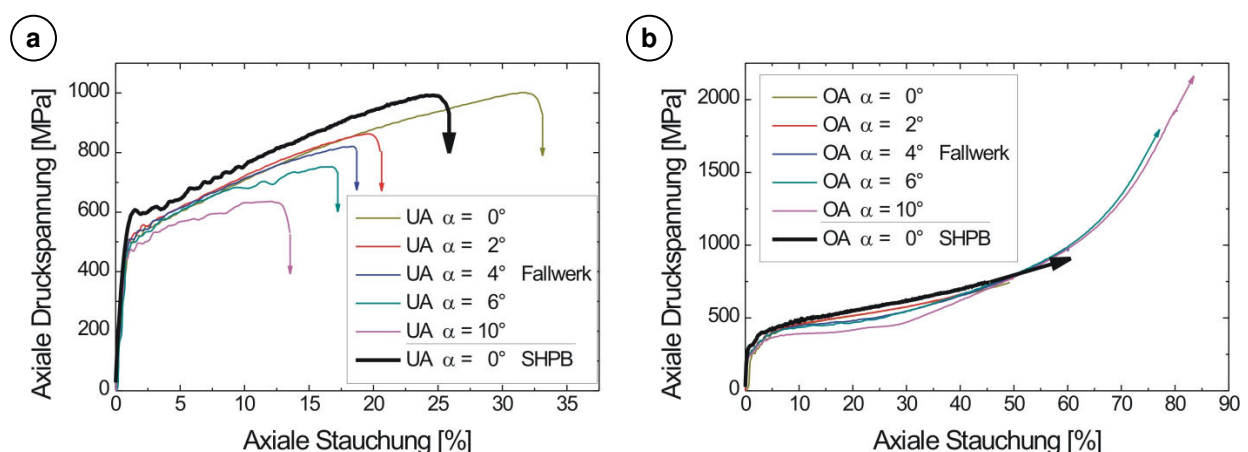 a
Axiale Druckspannung [MPa]
1000
800
600
400
200
0
UA α = 0°
UA α = 2°
UA α = 4° Fallwerk
UA α = 6°
UA α = 10°
UA α = 0° SHPB
0 5 10 15 20 25 30 35
Axiale Stauchung [%]
b
Axiale Druckspannung [MPa]
2000
1500
1000
500
0
OA α = 0°
OA α = 2°
OA α = 4° Fallwerk
OA α = 6°
OA α = 10°
OA α = 0° SHPB
0 10 20 30 40 50 60 70 80 90
Axiale Stauchung [%]